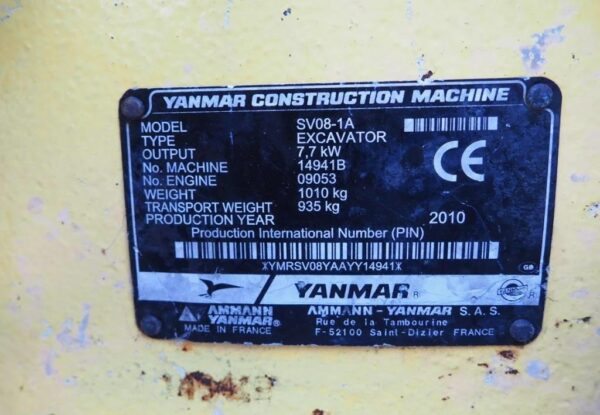 YANMAR CONSTRUCTION MACHINE
MODEL SV08-1A
TYPE EXCAVATOR
OUTPUT 7,7 kW
No. MACHINE 14941B
No. ENGINE 09053
WEIGHT 1010 kg
TRANSPORT WEIGHT 935 kg
PRODUCTION YEAR 2010
CE
Production International Number (PIN)
*YMRSV08YAAYY14941*
GB
YANMAR R
R
AMMANN
YANMAR®
MADE IN FRANCE
AMMANN - YANMAR S.A.S.
Rue de la Tambourine
F-52100 Saint-Dizier FRANCE